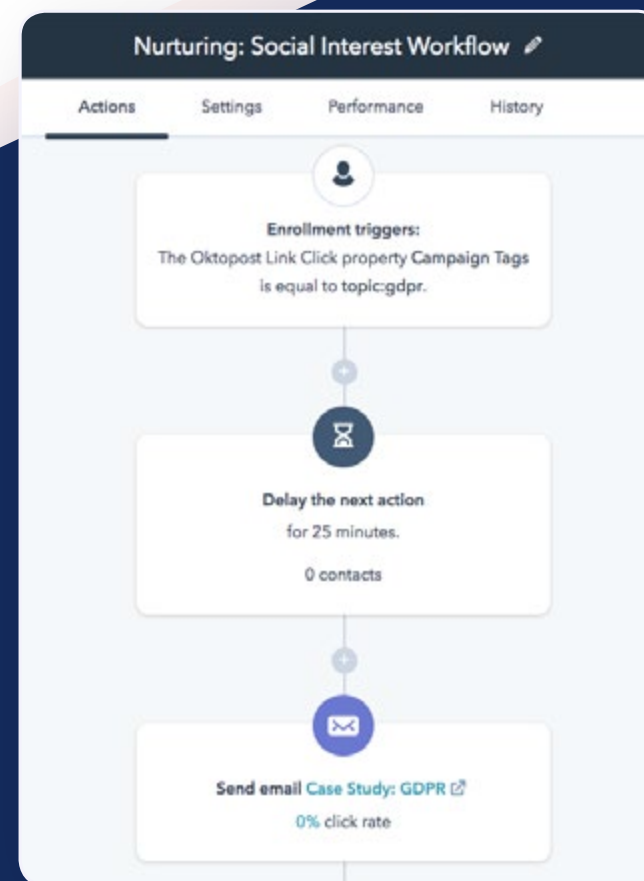 Nurturing: Social Interest Workflow
Actions Settings Performance History
Enrollment triggers:
The Oktopost Link Click property Campaign Tags
is equal to topic:gdpr.
Delay the next action
for 25 minutes.
0 contacts
Send email Case Study: GDPR
0% click rate